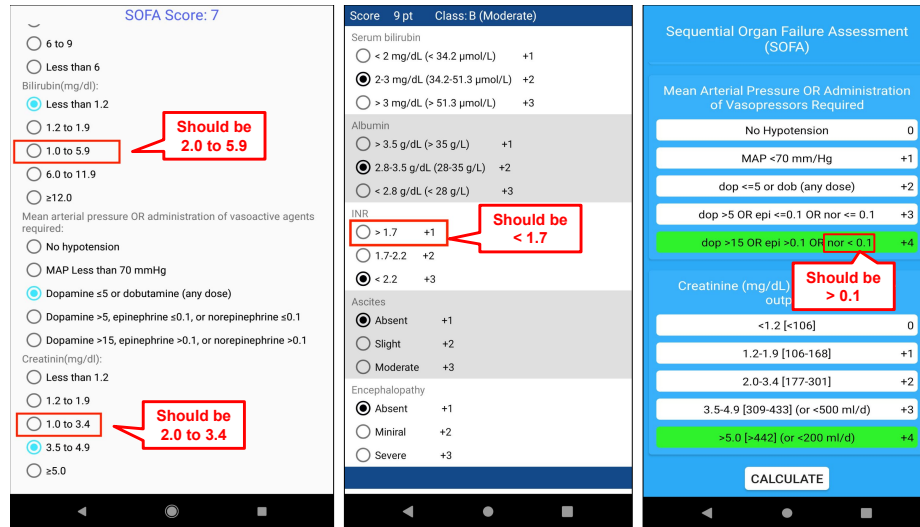 SOFA Score: 7
6 to 9
Less than 6
Bilirubin(mg/dl):
Less than 1.2
1.2 to 1.9
1.0 to 5.9
6.0 to 11.9
≥12.0
Should be
2.0 to 5.9
Mean arterial pressure OR administration of vasoactive agents
required:
No hypotension
MAP Less than 70 mmHg
Dopamine ≤5 or dobutamine (any dose)
Dopamine >5, epinephrine ≤0.1, or norepinephrine ≤0.1
Dopamine >15, epinephrine >0.1, or norepinephrine >0.1
Creatinin(mg/dl):
Less than 1.2
1.2 to 1.9
1.0 to 3.4
3.5 to 4.9
≥5.0
Should be
2.0 to 3.4
Score 9 pt Class: B (Moderate)
Serum bilirubin
< 2 mg/dL (< 34.2 μmol/L) +1
2-3 mg/dL (34.2-51.3 μmol/L) +2
> 3 mg/dL (> 51.3 μmol/L) +3
Albumin
> 3.5 g/dL (> 35 g/L) +1
2.8-3.5 g/dL (28-35 g/L) +2
< 2.8 g/dL (< 28 g/L) +3
INR
> 1.7 +1
1.7-2.2 +2
< 2.2 +3
Should be
< 1.7
Ascites
Absent +1
Slight +2
Moderate +3
Encephalopathy
Absent +1
Miniral +2
Severe +3
Sequential Organ Failure Assessment
(SOFA)
Mean Arterial Pressure OR Administration
of Vasopressors Required
No Hypotension 0
MAP <70 mm/Hg +1
dop <=5 or dob (any dose) +2
dop >5 OR epi <=0.1 OR nor <= 0.1 +3
dop >15 OR epi >0.1 OR nor < 0.1 +4
Should be
> 0.1
Creatinine (mg/dL)
outp
<1.2 [<106] 0
1.2-1.9 [106-168] +1
2.0-3.4 [177-301] +2
3.5-4.9 [309-433] (or <500 ml/d) +3
>5.0 [>442] (or <200 ml/d) +4
CALCULATE